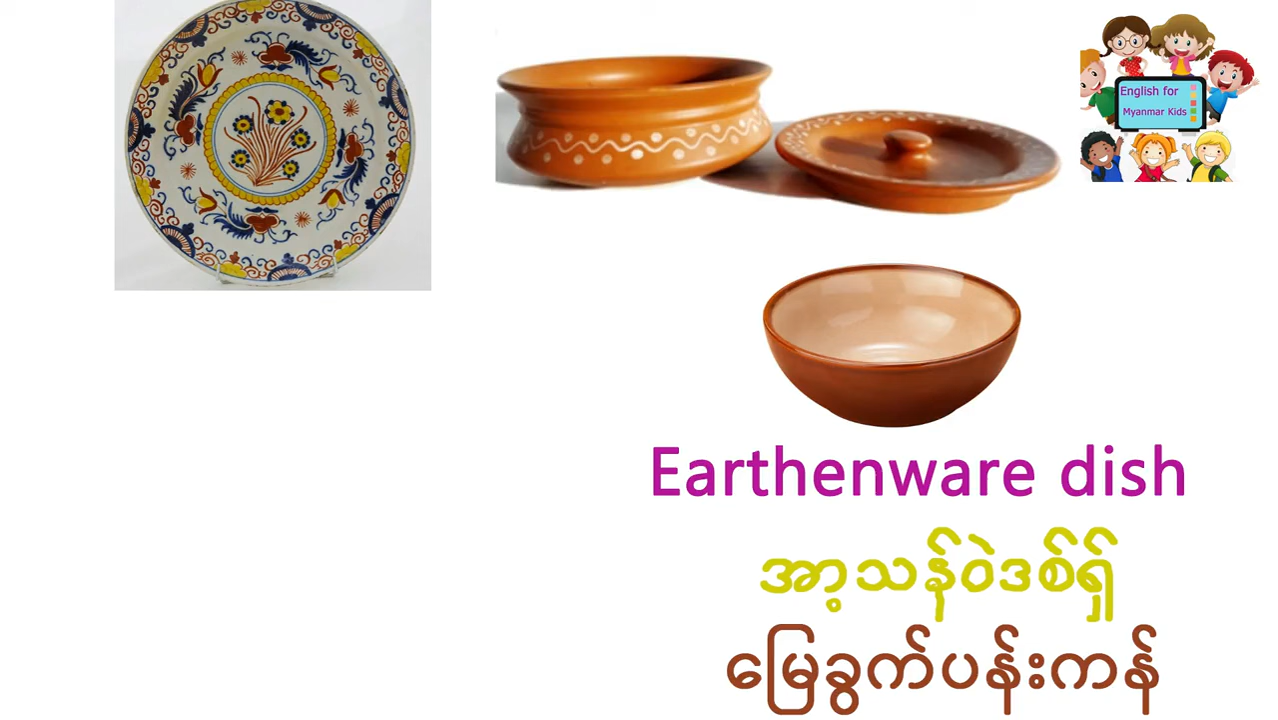 English for
Myanmar Kids
Earthenware dish
အာ့သန်ဝဲဒစ်ရှ်
မြေခွက်ပန်းကန်